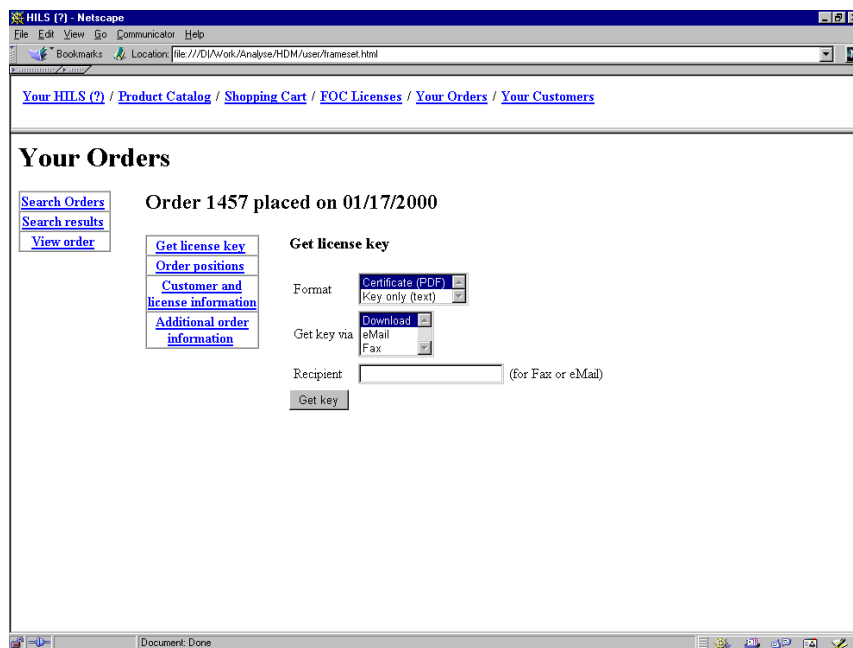 HILS (?) - Netscape
File Edit View Go Communicator Help
Bookmarks Location: file:///D|/Work/Analyse/HDM/user/frameset.html
Your HILS (?) / Product Catalog / Shopping Cart / FOC Licenses / Your Orders / Your Customers
Your Orders
Search Orders
Search results
View order
Order 1457 placed on 01/17/2000
Get license key
Order positions
Customer and
license information
Additional order
information
Get license key
Format
Certificate (PDF)
Key only (text)
Get key via
Download
eMail
Fax
Recipient (for Fax or eMail)
Get key
Document: Done